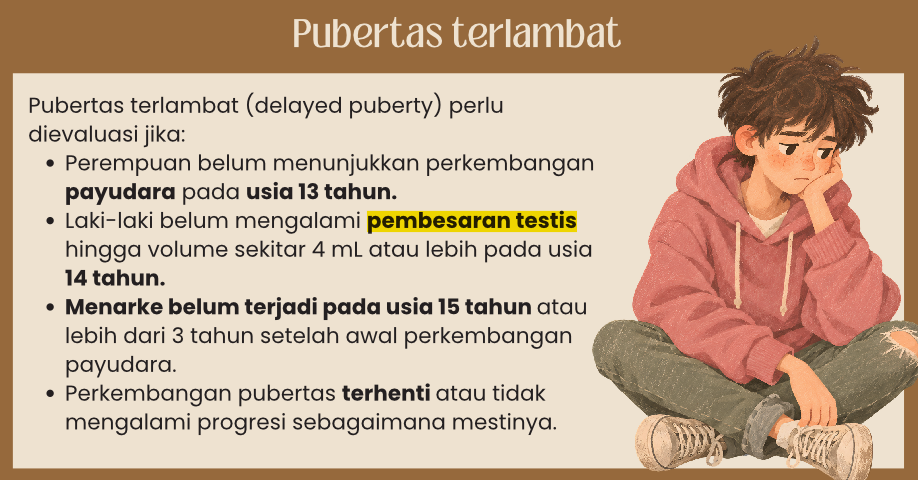 Pubertas terlambat
Pubertas terlambat (delayed puberty) perlu
dievaluasi jika:
• Perempuan belum menunjukkan perkembangan
payudara pada usia 13 tahun.
• Laki-laki belum mengalami pembesaran testis
hingga volume sekitar 4 mL atau lebih pada usia
14 tahun.
• Menarke belum terjadi pada usia 15 tahun atau
lebih dari 3 tahun setelah awal perkembangan
payudara.
• Perkembangan pubertas terhenti atau tidak
mengalami progresi sebagaimana mestinya.